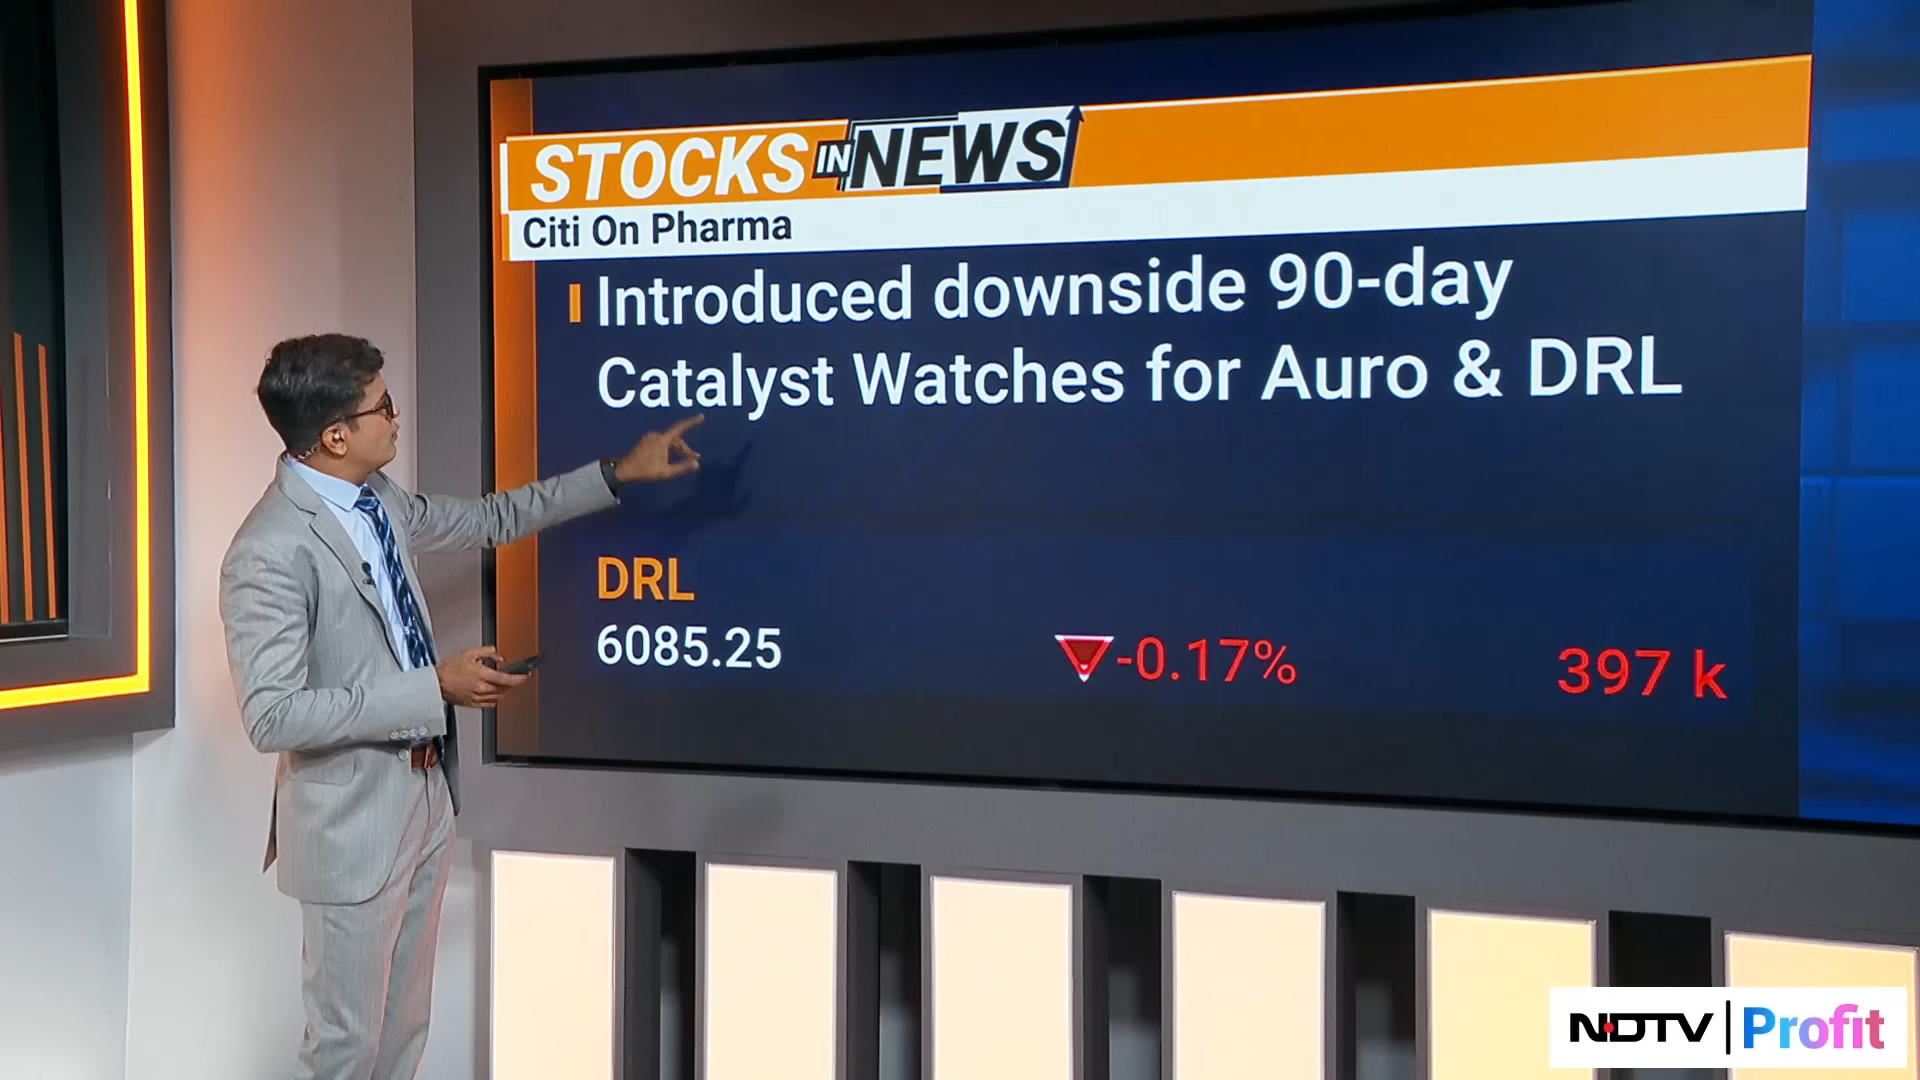 STOCKS IN NEWS
Citi On Pharma
Introduced downside 90-day
Catalyst Watches for Auro & DRL
DRL
6085.25
-0.17%
397 k
NDTV Profit